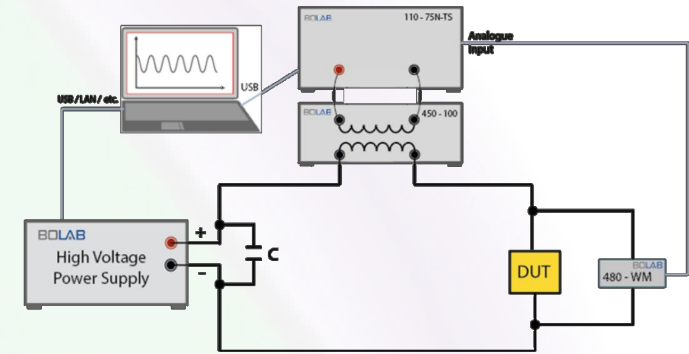 BOLAB
110 - 75N-TS
Analogue
Input
USB
USB / LAN / etc.
BOLAB
450 - 100
BOLAB
High Voltage
Power Supply
+
-
C
DUT
BOLAB
480 - WM